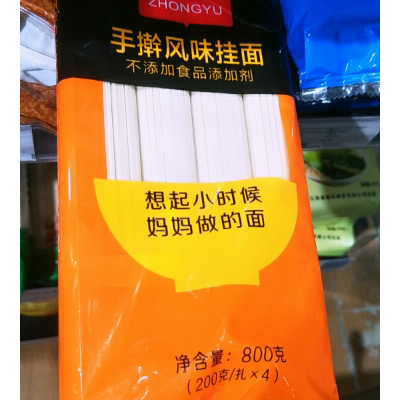 ZHONGYU
手擀风味挂面
不添加食品添加剂
想起小时候
妈妈做的面
净含量：800克
（200克/扎×4）